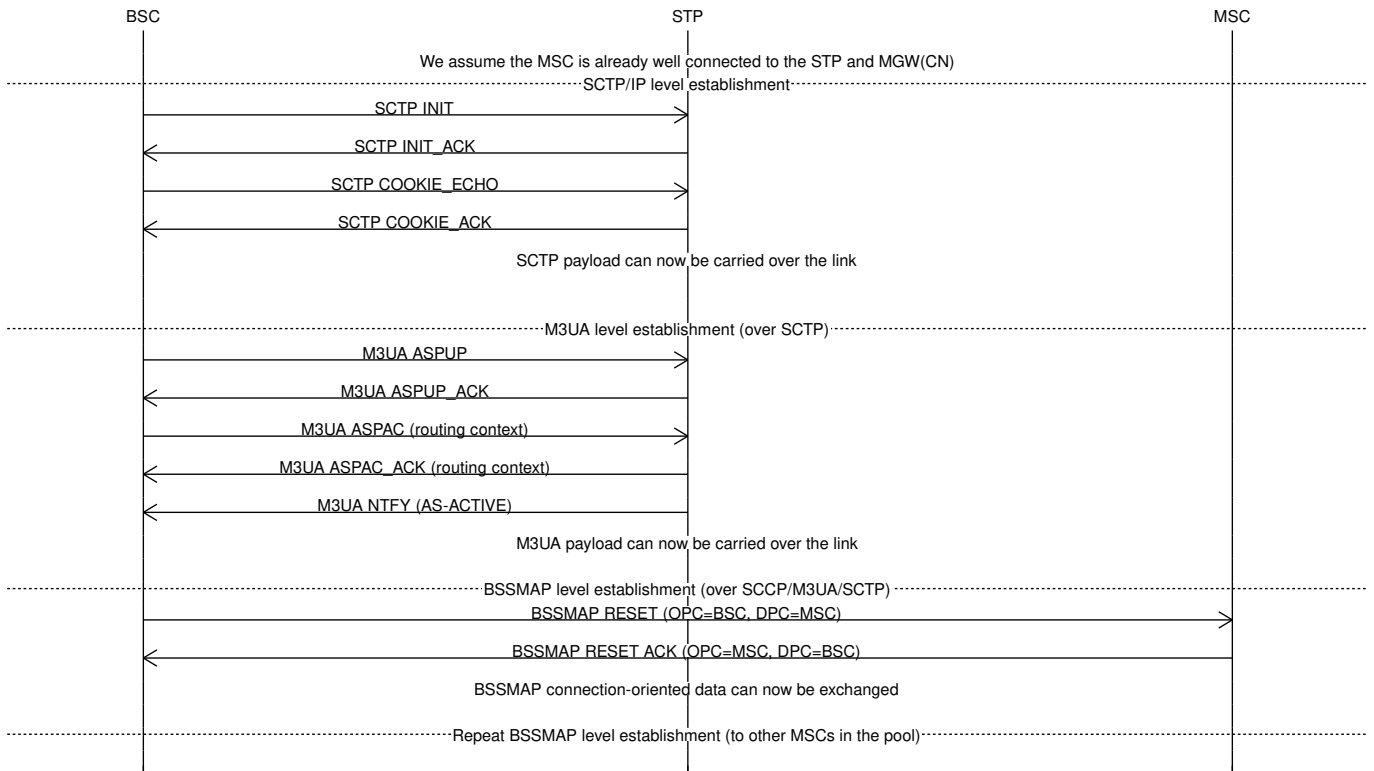 BSC STP MSC
We assume the MSC is already well connected to the STP and MGW(CN)
SCTP/IP level establishment
SCTP INIT
SCTP INIT_ACK
SCTP COOKIE_ECHO
SCTP COOKIE_ACK
SCTP payload can now be carried over the link
M3UA level establishment (over SCTP)
M3UA ASPUP
M3UA ASPUP_ACK
M3UA ASPAC (routing context)
M3UA ASPAC_ACK (routing context)
M3UA NTFY (AS-ACTIVE)
M3UA payload can now be carried over the link
BSSMAP level establishment (over SCCP/M3UA/SCTP)
BSSMAP RESET (OPC=BSC, DPC=MSC)
BSSMAP RESET ACK (OPC=MSC, DPC=BSC)
BSSMAP connection-oriented data can now be exchanged
Repeat BSSMAP level establishment (to other MSCs in the pool)